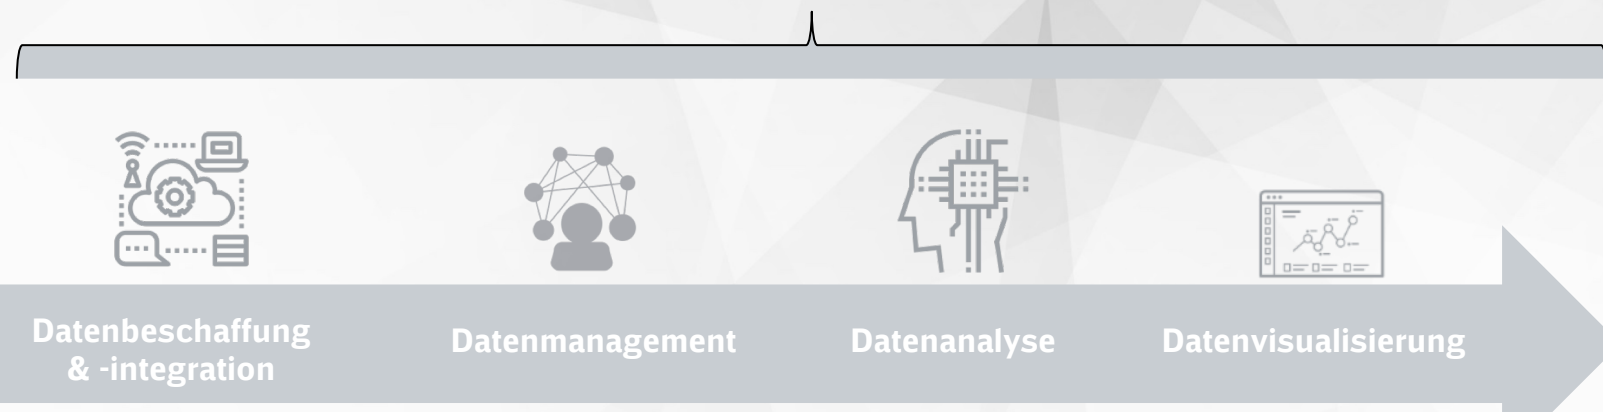 Datenbeschaffung
& -integration
Datenmanagement
Datenanalyse
Datenvisualisierung